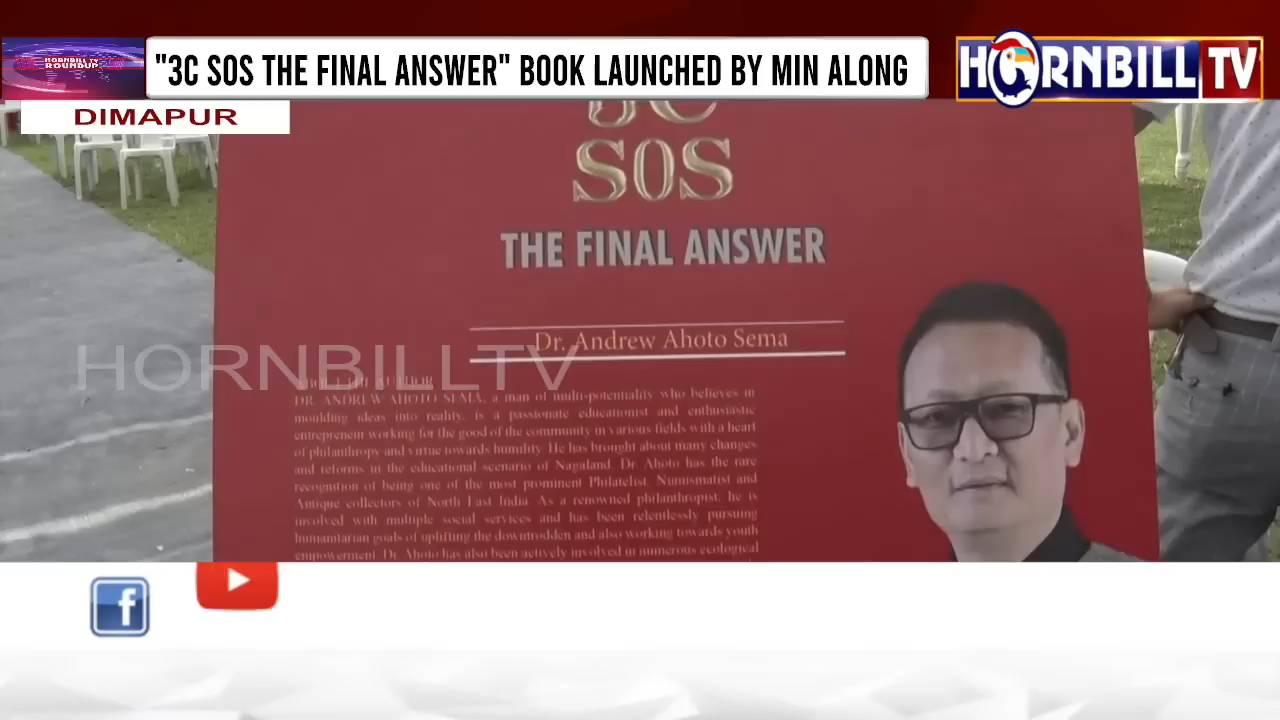 HORNBILL TV
ROUNDUP
"3C SOS THE FINAL ANSWER" BOOK LAUNCHED BY MIN ALONG
HORNBILL TV
DIMAPUR
3C
SOS
THE FINAL ANSWER
Dr. Andrew Ahoto Sema
HORNBILLTV
ABOUT THE AUTHOR
DR. ANDREW AHOTO SEMA, a man of multi-potentiality who believes in
moulding ideas into reality, is a passionate educationist and enthusiastic
entrepreneur working for the good of the community in various fields with a heart
of philanthropy and virtue towards humility. He has brought about many changes
and reforms in the educational scenario of Nagaland. Dr. Ahoto has the rare
recognition of being one of the most prominent Philatelist, Numismatist and
Antique collectors of North East India. As a renowned philanthropist, he is
involved with multiple social services and has been relentlessly pursuing
humanitarian goals of uplifting the downtrodden and also working towards youth
empowerment. Dr. Ahoto has also been actively involved in numerous ecological
f